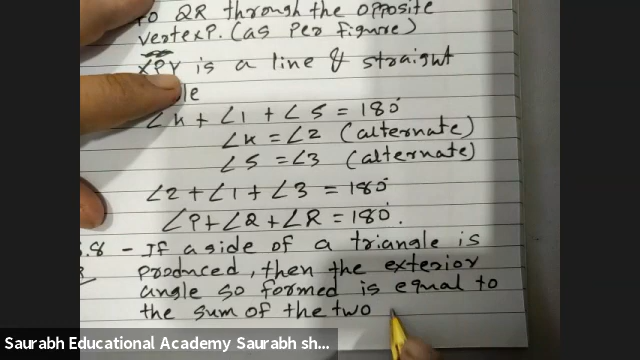 to QR through the opposite
vertex P. (as per figure)
XPY is a line & straight
∠4 + ∠1 + ∠5 = 180°
∠4 = ∠2 (alternate)
∠5 = ∠3 (alternate)
∠2 + ∠1 + ∠3 = 180°
∠P + ∠Q + ∠R = 180°.
.8 - If a side of a triangle is
produced, then the exterior
angle so formed is equal to
the sum of the two
Saurabh Educational Academy Saurabh sh...